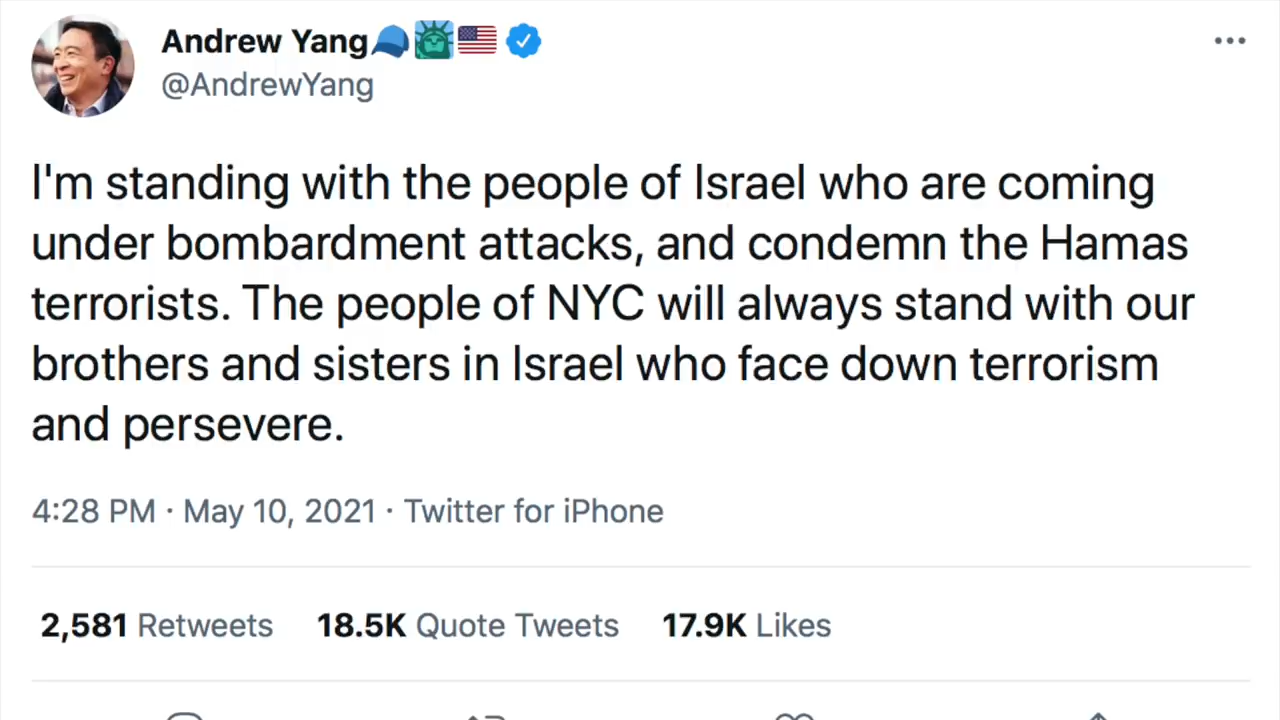 Andrew Yang🧢🗽🇺🇸
@AndrewYang
I'm standing with the people of Israel who are coming
under bombardment attacks, and condemn the Hamas
terrorists. The people of NYC will always stand with our
brothers and sisters in Israel who face down terrorism
and persevere.
4:28 PM · May 10, 2021 · Twitter for iPhone
2,581 Retweets 18.5K Quote Tweets 17.9K Likes